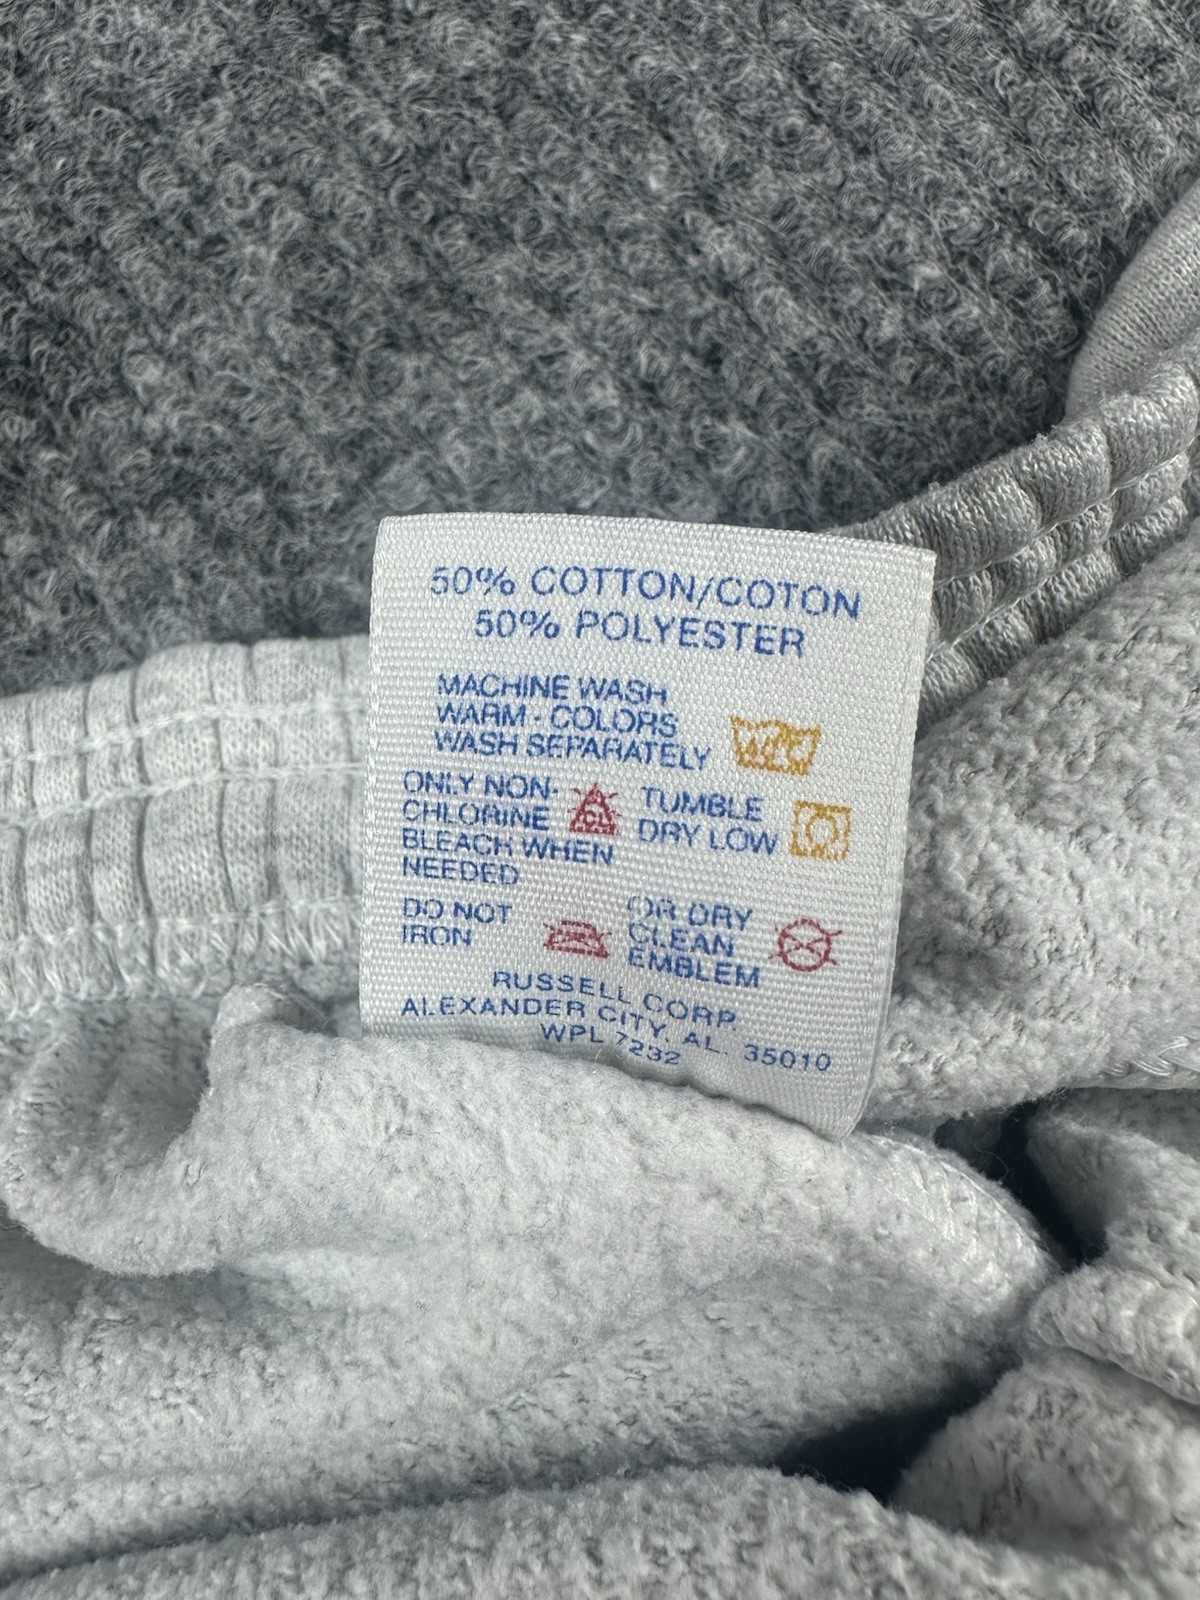 50% COTTON/COTON
50% POLYESTER
MACHINE WASH
WARM - COLORS
WASH SEPARATELY
ONLY NON-
CHLORINE
BLEACH WHEN
NEEDED
CL
TUMBLE
DRY LOW
DO NOT
IRON
OR DRY
CLEAN
EMBLEM
RUSSELL CORP.
ALEXANDER CITY, AL. 35010
WPL 7232